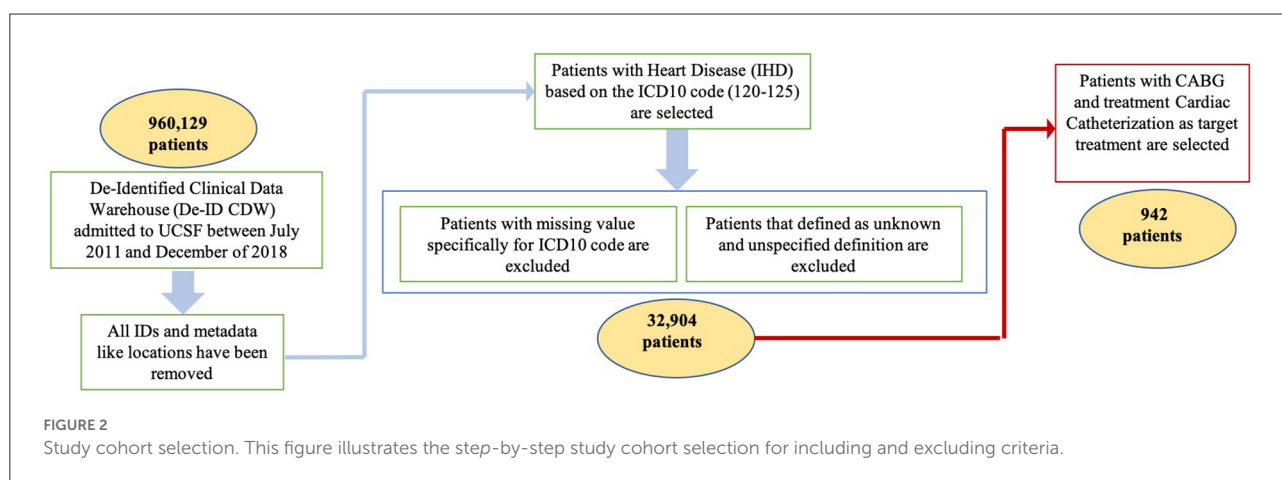 960,129
patients
De-Identified Clinical Data
Warehouse (De-ID CDW)
admitted to UCSF between July
2011 and December of 2018
All IDs and metadata
like locations have been
removed
Patients with Heart Disease (IHD)
based on the ICD10 code (120-125)
are selected
Patients with missing value
specifically for ICD10 code are
excluded
Patients that defined as unknown
and unspecified definition are
excluded
32,904
patients
Patients with CABG
and treatment Cardiac
Catheterization as target
treatment are selected
942
patients
FIGURE 2
Study cohort selection. This figure illustrates the step-by-step study cohort selection for including and excluding criteria.